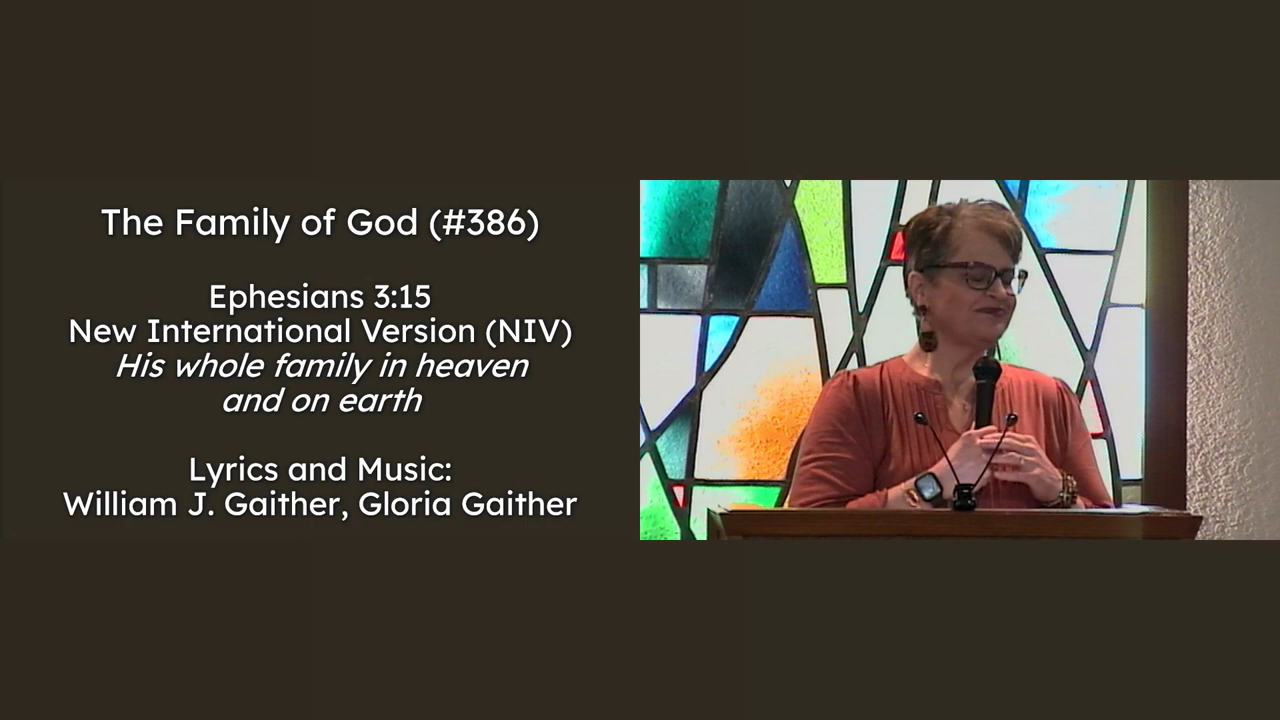 The Family of God (#386)
Ephesians 3:15
New International Version (NIV)
His whole family in heaven
and on earth
Lyrics and Music:
William J. Gaither, Gloria Gaither